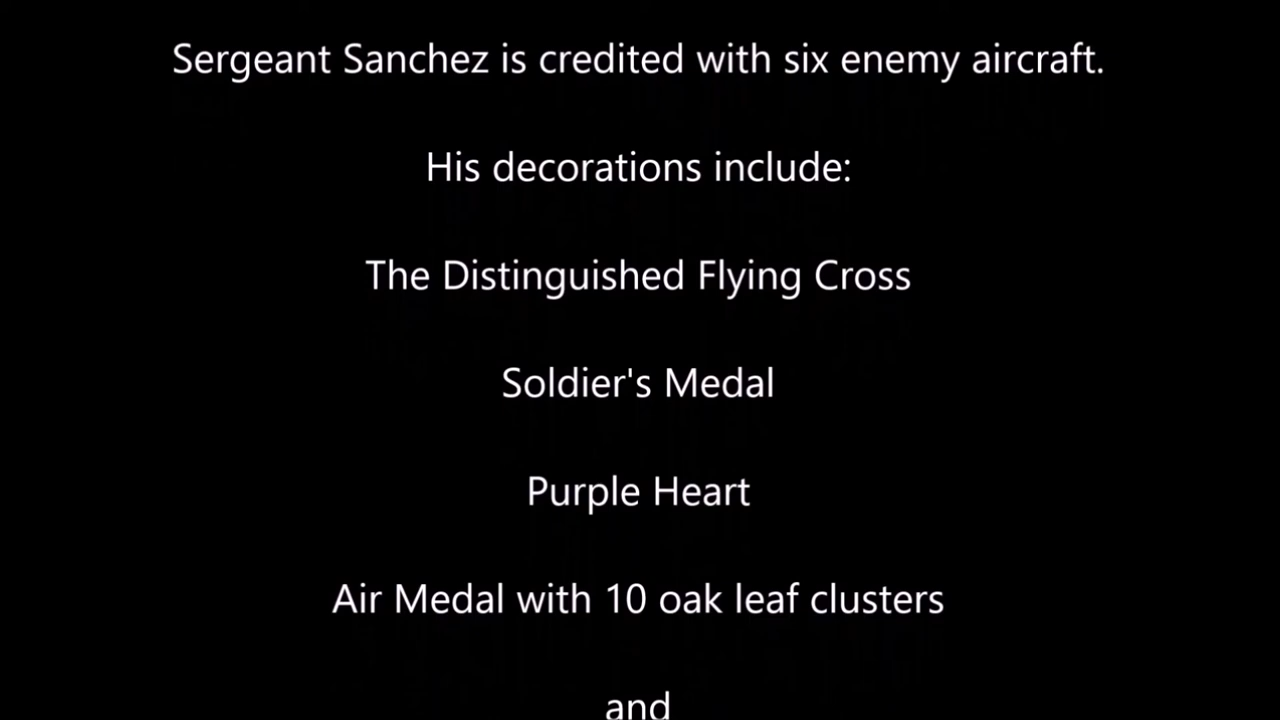 Sergeant Sanchez is credited with six enemy aircraft.
His decorations include:
The Distinguished Flying Cross
Soldier's Medal
Purple Heart
Air Medal with 10 oak leaf clusters
and